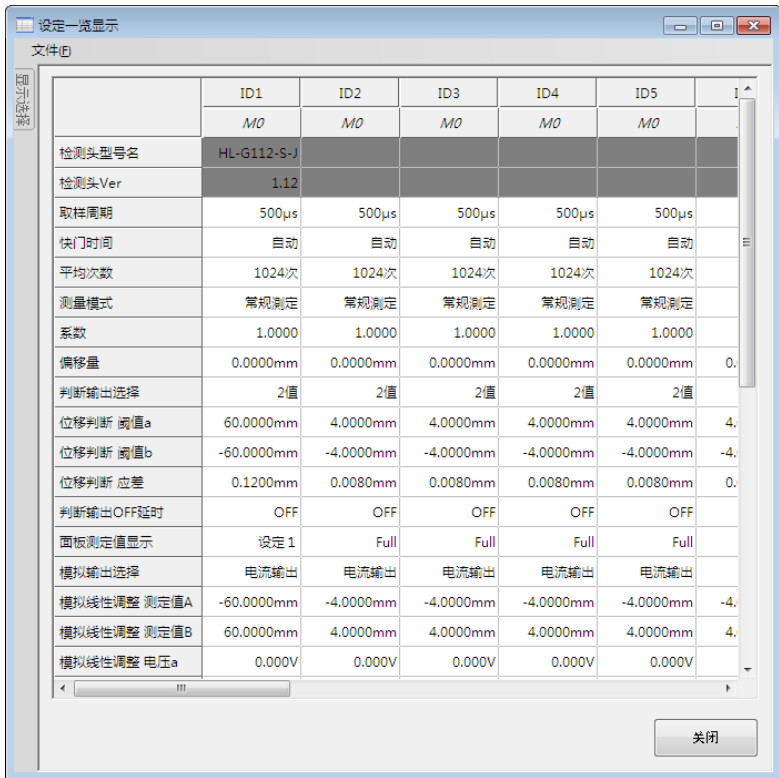 设定一览显示
文件(F)
显示选择
ID1 ID2 ID3 ID4 ID5
M0 M0 M0 M0 M0
检测头型号名 HL-G112-S-J
检测头Ver 1.12
取样周期 500μs 500μs 500μs 500μs 500μs
快门时间 自动 自动 自动 自动 自动
平均次数 1024次 1024次 1024次 1024次 1024次
测量模式 常规測定 常规測定 常规測定 常规測定 常规測定
系数 1.0000 1.0000 1.0000 1.0000 1.0000
偏移量 0.0000mm 0.0000mm 0.0000mm 0.0000mm 0.0000mm 0.
判断输出选择 2值 2值 2值 2值 2值
位移判断 阈值a 60.0000mm 4.0000mm 4.0000mm 4.0000mm 4.0000mm 4.
位移判断 阈值b -60.0000mm -4.0000mm -4.0000mm -4.0000mm -4.0000mm -4.
位移判断 应差 0.1200mm 0.0080mm 0.0080mm 0.0080mm 0.0080mm 0.
判断输出OFF延时 OFF OFF OFF OFF OFF
面板测定值显示 设定1 Full Full Full Full
模拟输出选择 电流输出 电流输出 电流输出 电流输出 电流输出
模拟线性调整 测定值A -60.0000mm -4.0000mm -4.0000mm -4.0000mm -4.0000mm -4.
模拟线性调整 测定值B 60.0000mm 4.0000mm 4.0000mm 4.0000mm 4.0000mm 4.
模拟线性调整 电压a 0.000V 0.000V 0.000V 0.000V 0.000V
关闭